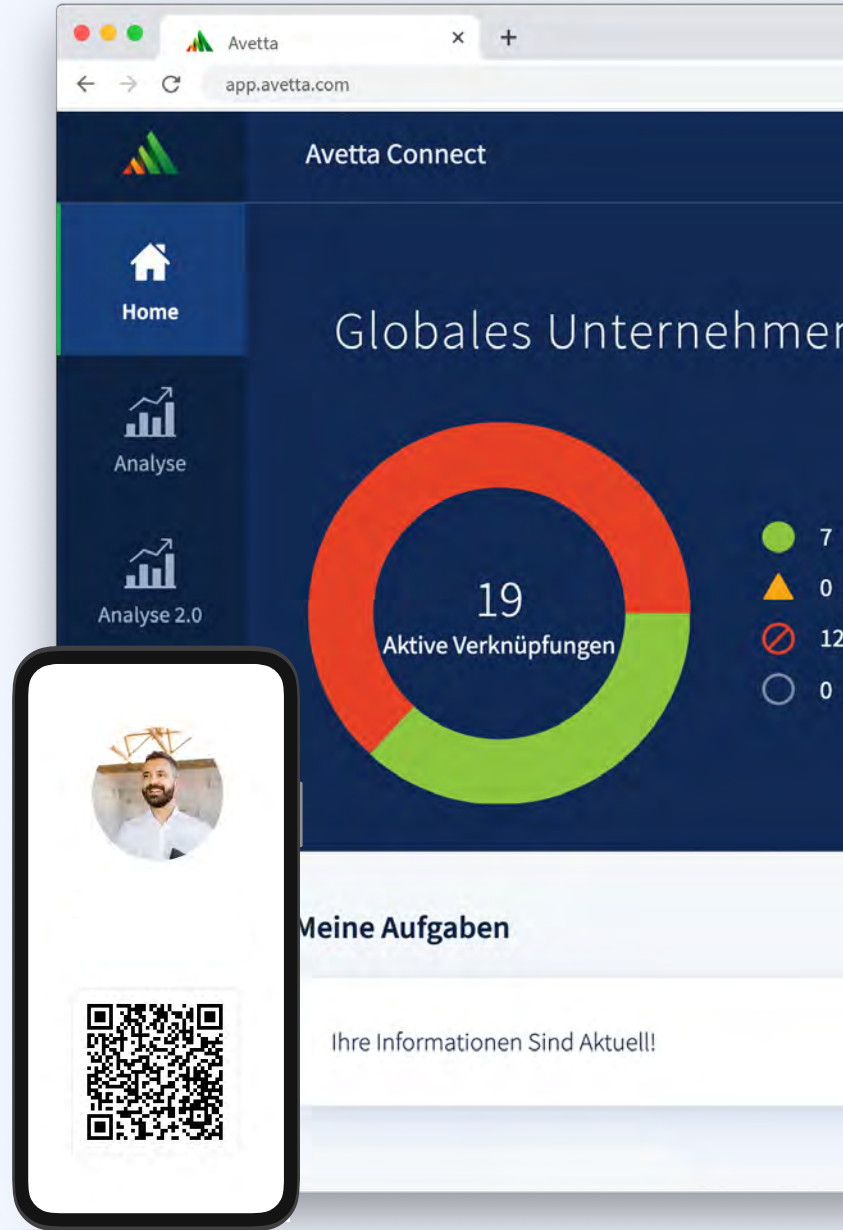 Avetta
app.avetta.com
Avetta Connect
Home
Globales
Analyse
7
0
19
Aktive Verknüpfungen
Analyse 2.0
12
0
Meine Aufgaben
Ihre Informationen Sind Aktuell!